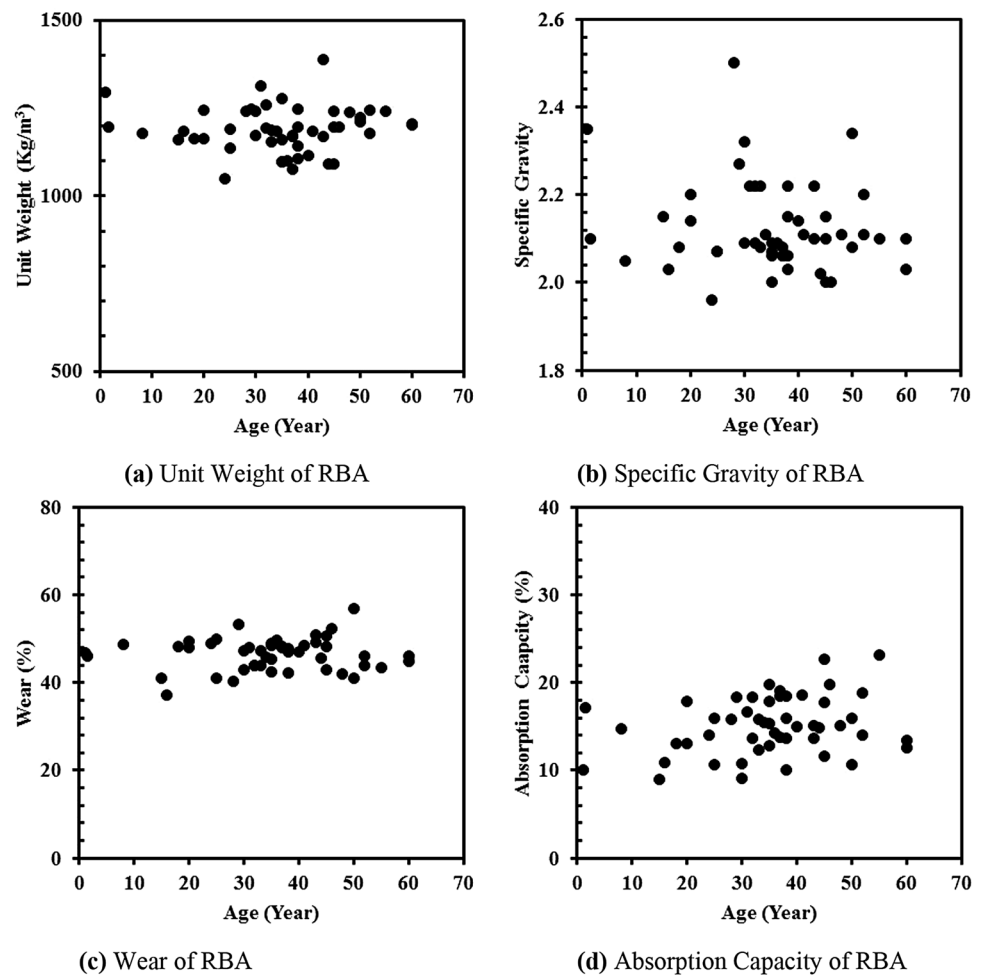 1500
1000
500
Unit Weight (Kg/m³)
0 10 20 30 40 50 60 70
Age (Year)
(a) Unit Weight of RBA
2.6
2.4
2.2
2.0
1.8
Specific Gravity
0 10 20 30 40 50 60 70
Age (Year)
(b) Specific Gravity of RBA
80
60
40
20
0
Wear (%)
0 10 20 30 40 50 60 70
Age (Year)
(c) Wear of RBA
40
30
20
10
0
Absorption Caapcity (%)
0 10 20 30 40 50 60 70
Age (Year)
(d) Absorption Capacity of RBA